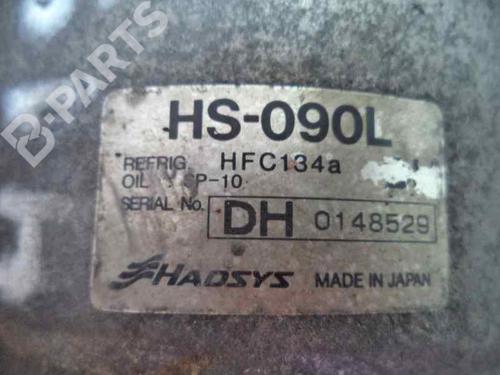 B-PARTS
HS-090L
REFRIG. HFC134a
OIL SP-10
SERIAL No. DH 0148529
HADSYS MADE IN JAPAN